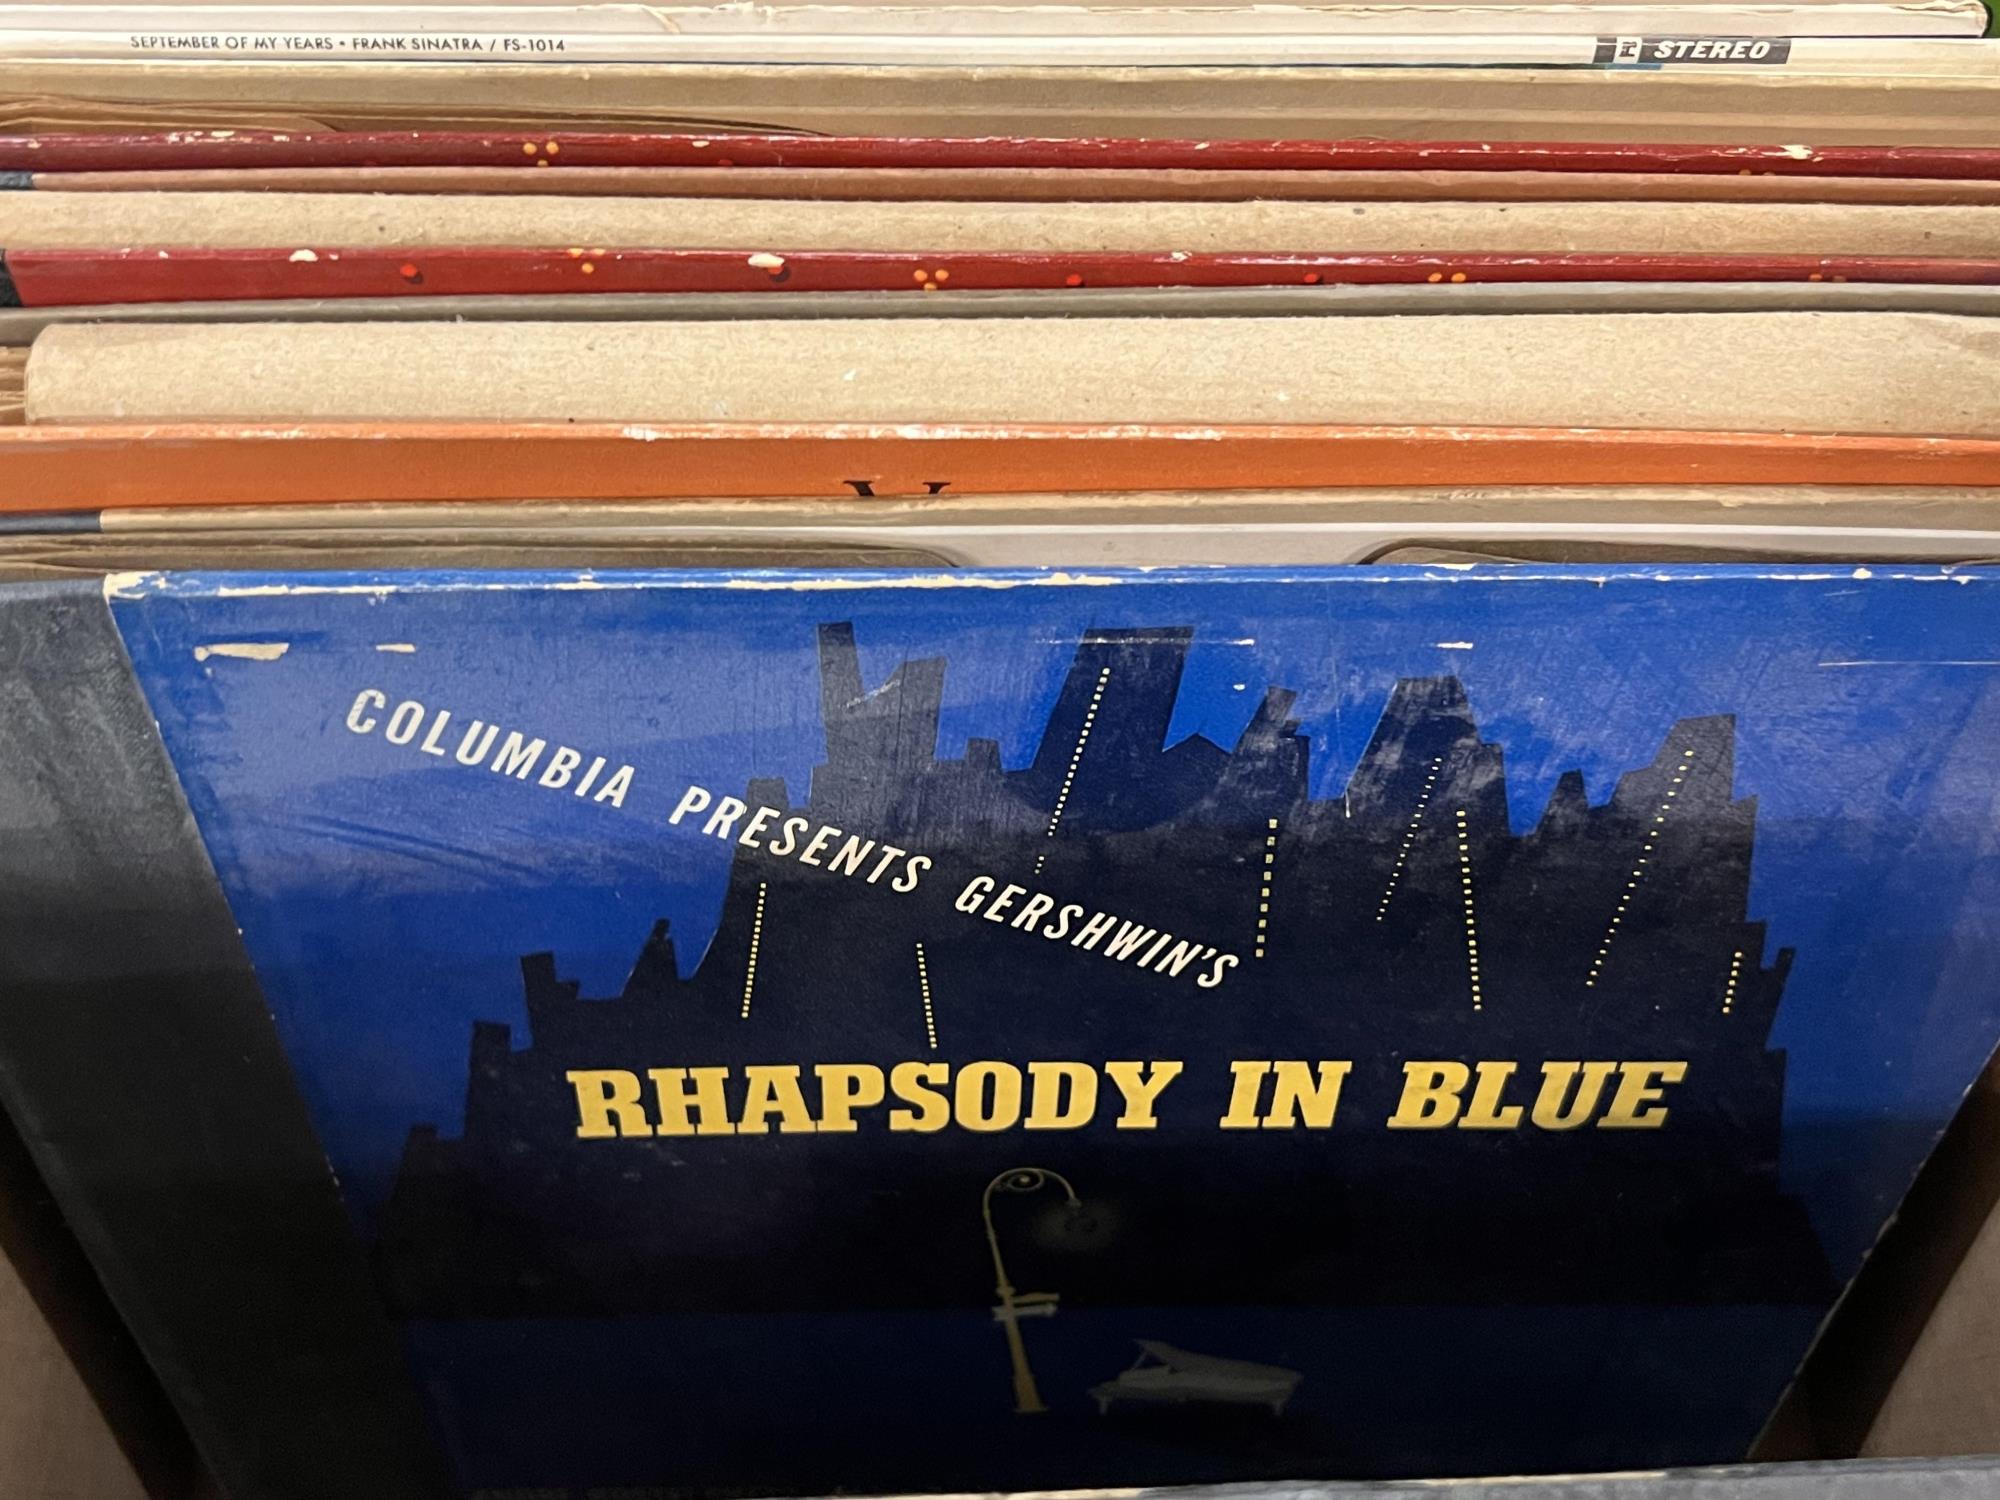 SEPTEMBER OF MY YEARS • FRANK SINATRA / FS-1014
STEREO
COLUMBIA PRESENTS GERSHWIN'S
RHAPSODY IN BLUE